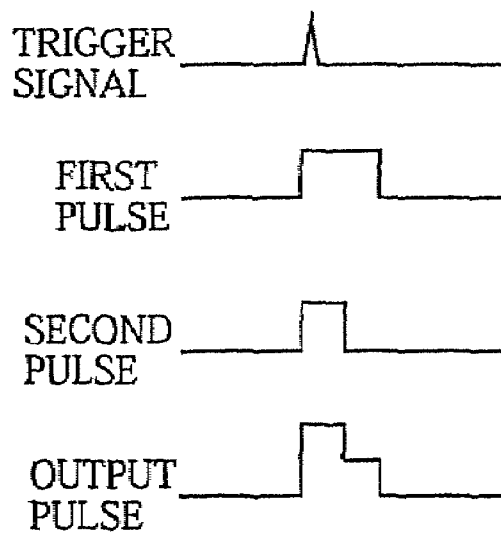 TRIGGER
SIGNAL
FIRST
PULSE
SECOND
PULSE
OUTPUT
PULSE